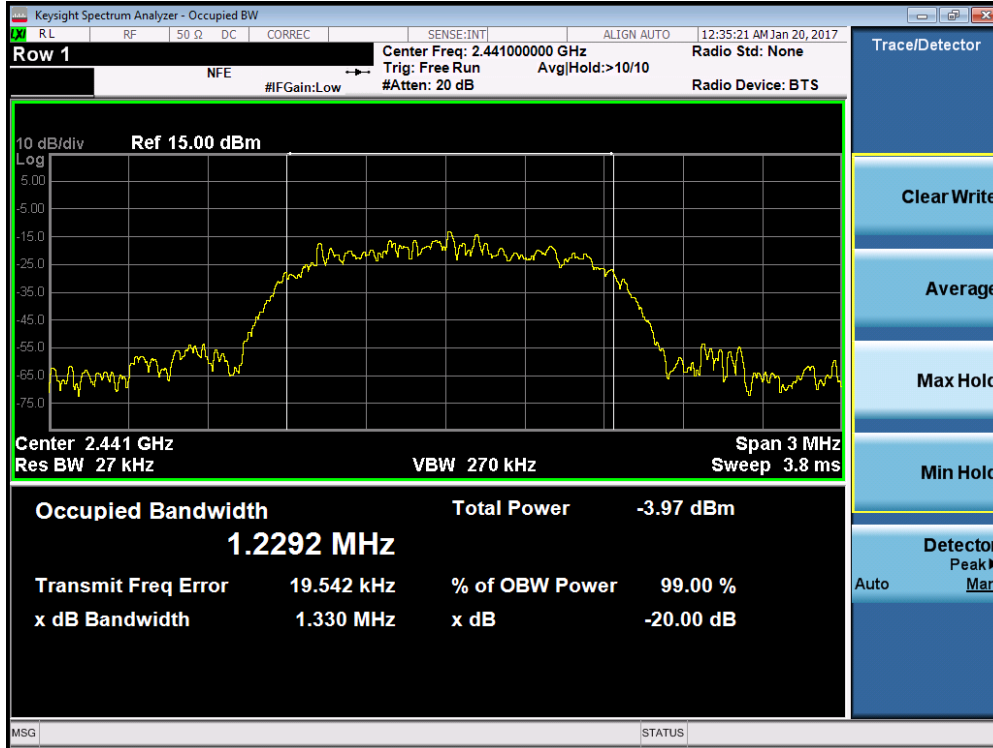 Keysight Spectrum Analyzer - Occupied BW
LXI RL RF 50 Ω DC CORREC SENSE:INT ALIGN AUTO 12:35:21 AM Jan 20, 2017
Row 1
NFE
#IFGain:Low
Center Freq: 2.441000000 GHz
Trig: Free Run Avg|Hold:>10/10
#Atten: 20 dB
Radio Std: None
Radio Device: BTS
10 dB/div Ref 15.00 dBm
Log
5.00
-5.00
-15.0
-25.0
-35.0
-45.0
-55.0
-65.0
-75.0
Center 2.441 GHz Span 3 MHz
Res BW 27 kHz VBW 270 kHz Sweep 3.8 ms
Occupied Bandwidth Total Power -3.97 dBm
1.2292 MHz
Transmit Freq Error 19.542 kHz % of OBW Power 99.00 %
x dB Bandwidth 1.330 MHz x dB -20.00 dB
MSG STATUS
Trace/Detector
Clear Write
Average
Max Hold
Min Hold
Detector
Peak
Auto Man